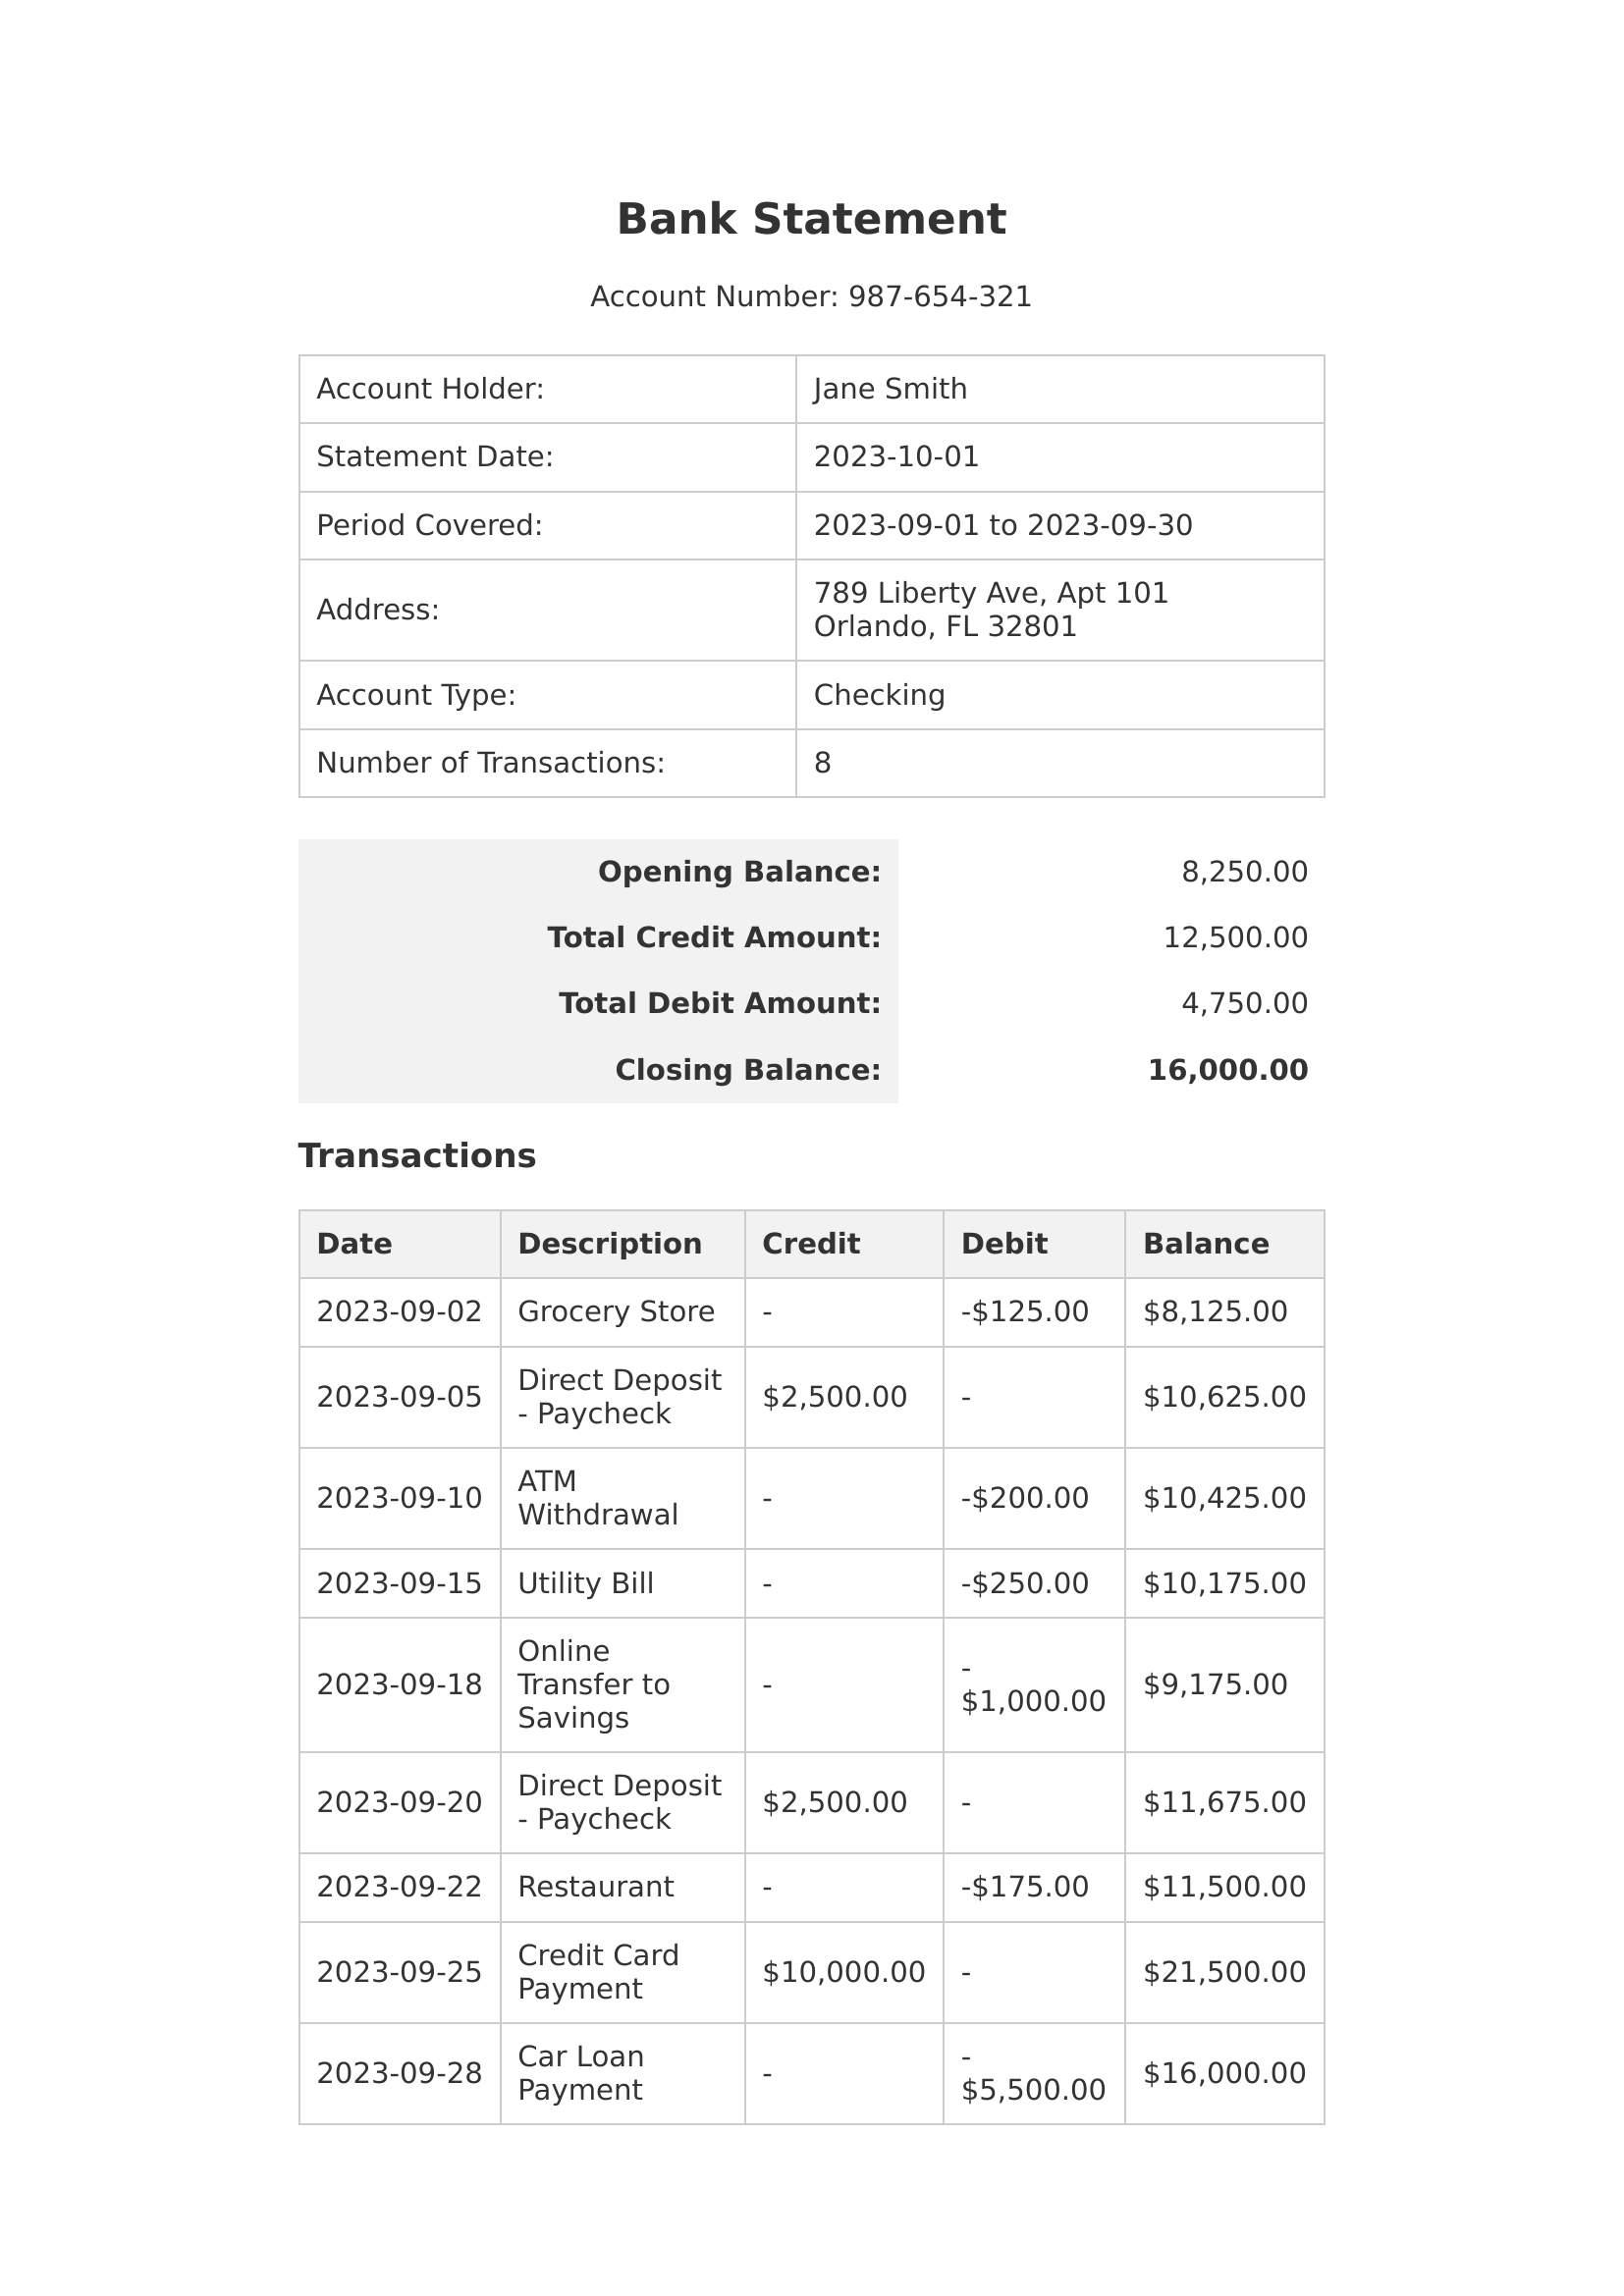 Bank Statement
Account Number: 987-654-321
Account Holder: Jane Smith
Statement Date: 2023-10-01
Period Covered: 2023-09-01 to 2023-09-30
Address: 789 Liberty Ave, Apt 101
Orlando, FL 32801
Account Type: Checking
Number of Transactions: 8
Opening Balance: 8,250.00
Total Credit Amount: 12,500.00
Total Debit Amount: 4,750.00
Closing Balance: 16,000.00
Transactions
Date Description Credit Debit Balance
2023-09-02 Grocery Store - -$125.00 $8,125.00
2023-09-05 Direct Deposit
- Paycheck $2,500.00 - $10,625.00
2023-09-10 ATM
Withdrawal - -$200.00 $10,425.00
2023-09-15 Utility Bill - -$250.00 $10,175.00
2023-09-18 Online
Transfer to
Savings - -
$1,000.00 $9,175.00
2023-09-20 Direct Deposit
- Paycheck $2,500.00 - $11,675.00
2023-09-22 Restaurant - -$175.00 $11,500.00
2023-09-25 Credit Card
Payment $10,000.00 - $21,500.00
2023-09-28 Car Loan
Payment - -
$5,500.00 $16,000.00